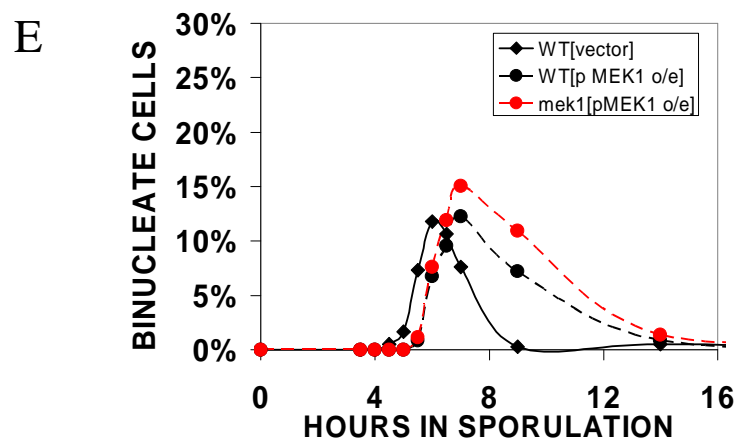 E
BINUCLEATE CELLS
30%
25%
20%
15%
10%
5%
0%
WT[vector]
WT[p MEK1 o/e]
mek1[pMEK1 o/e]
0 4 8 12 16
HOURS IN SPORULATION